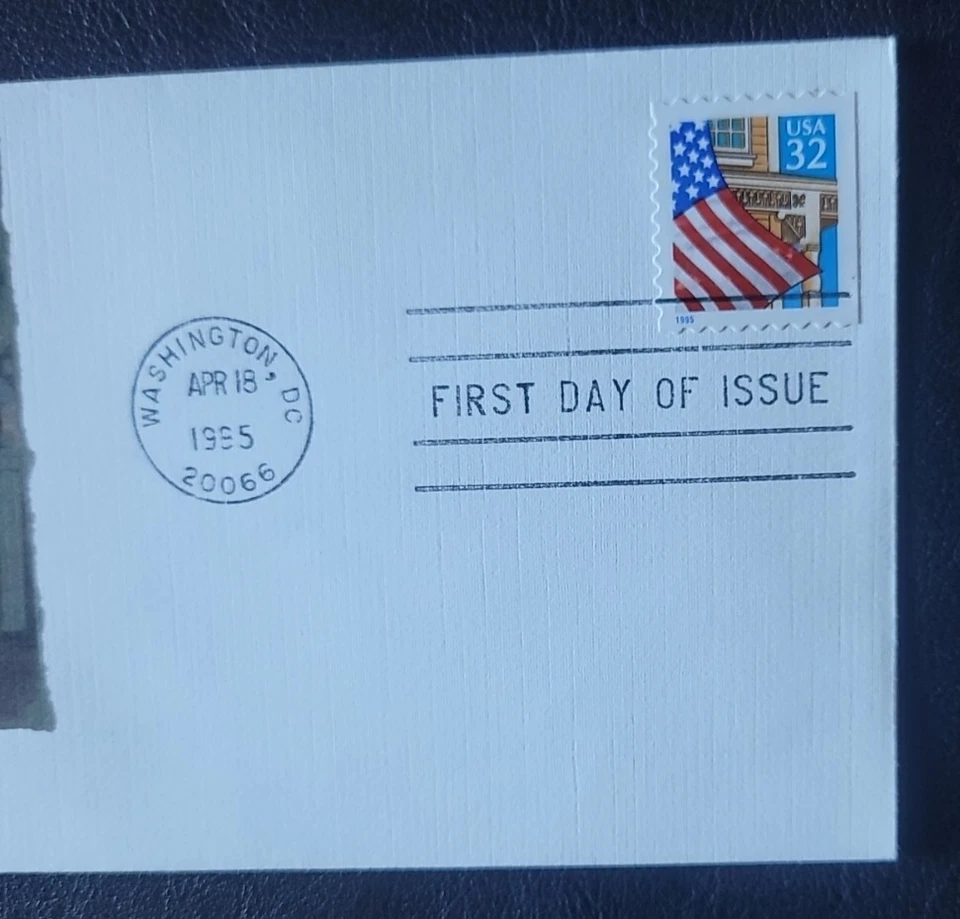 USA
32
1995
WASHINGTON, DC
APR 18
1995
20066
FIRST DAY OF ISSUE